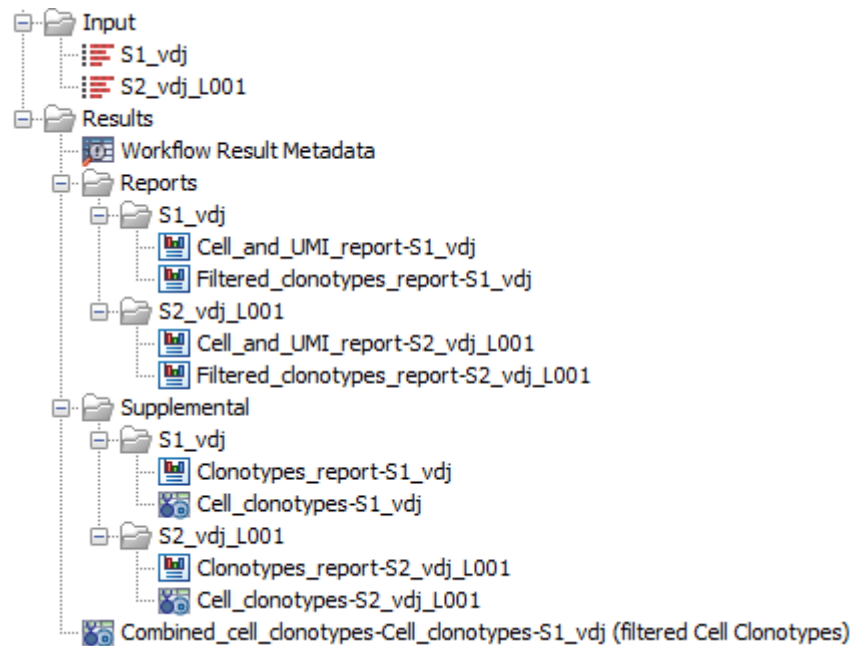 Input
S1_vdj
S2_vdj_L001
Results
Workflow Result Metadata
Reports
S1_vdj
Cell_and_UMI_report-S1_vdj
Filtered_clonotypes_report-S1_vdj
S2_vdj_L001
Cell_and_UMI_report-S2_vdj_L001
Filtered_clonotypes_report-S2_vdj_L001
Supplemental
S1_vdj
Clonotypes_report-S1_vdj
Cell_clonotypes-S1_vdj
S2_vdj_L001
Clonotypes_report-S2_vdj_L001
Cell_clonotypes-S2_vdj_L001
Combined_cell_clonotypes-Cell_clonotypes-S1_vdj (filtered Cell Clonotypes)